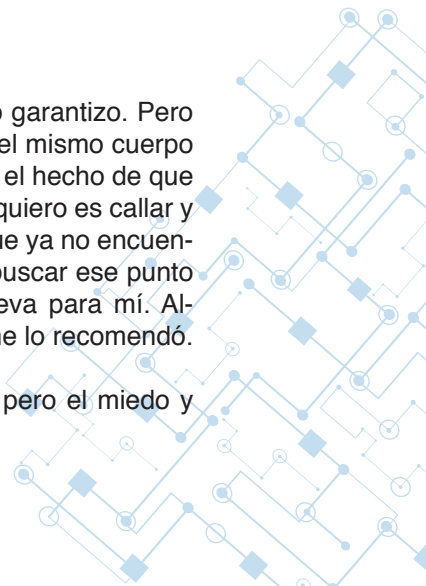 o garantizo. Pero
el mismo cuerpo
el hecho de que
quiero es callar y
ue ya no encuen-
buscar ese punto
eva para mí. Al-
ne lo recomendó.
pero el miedo y